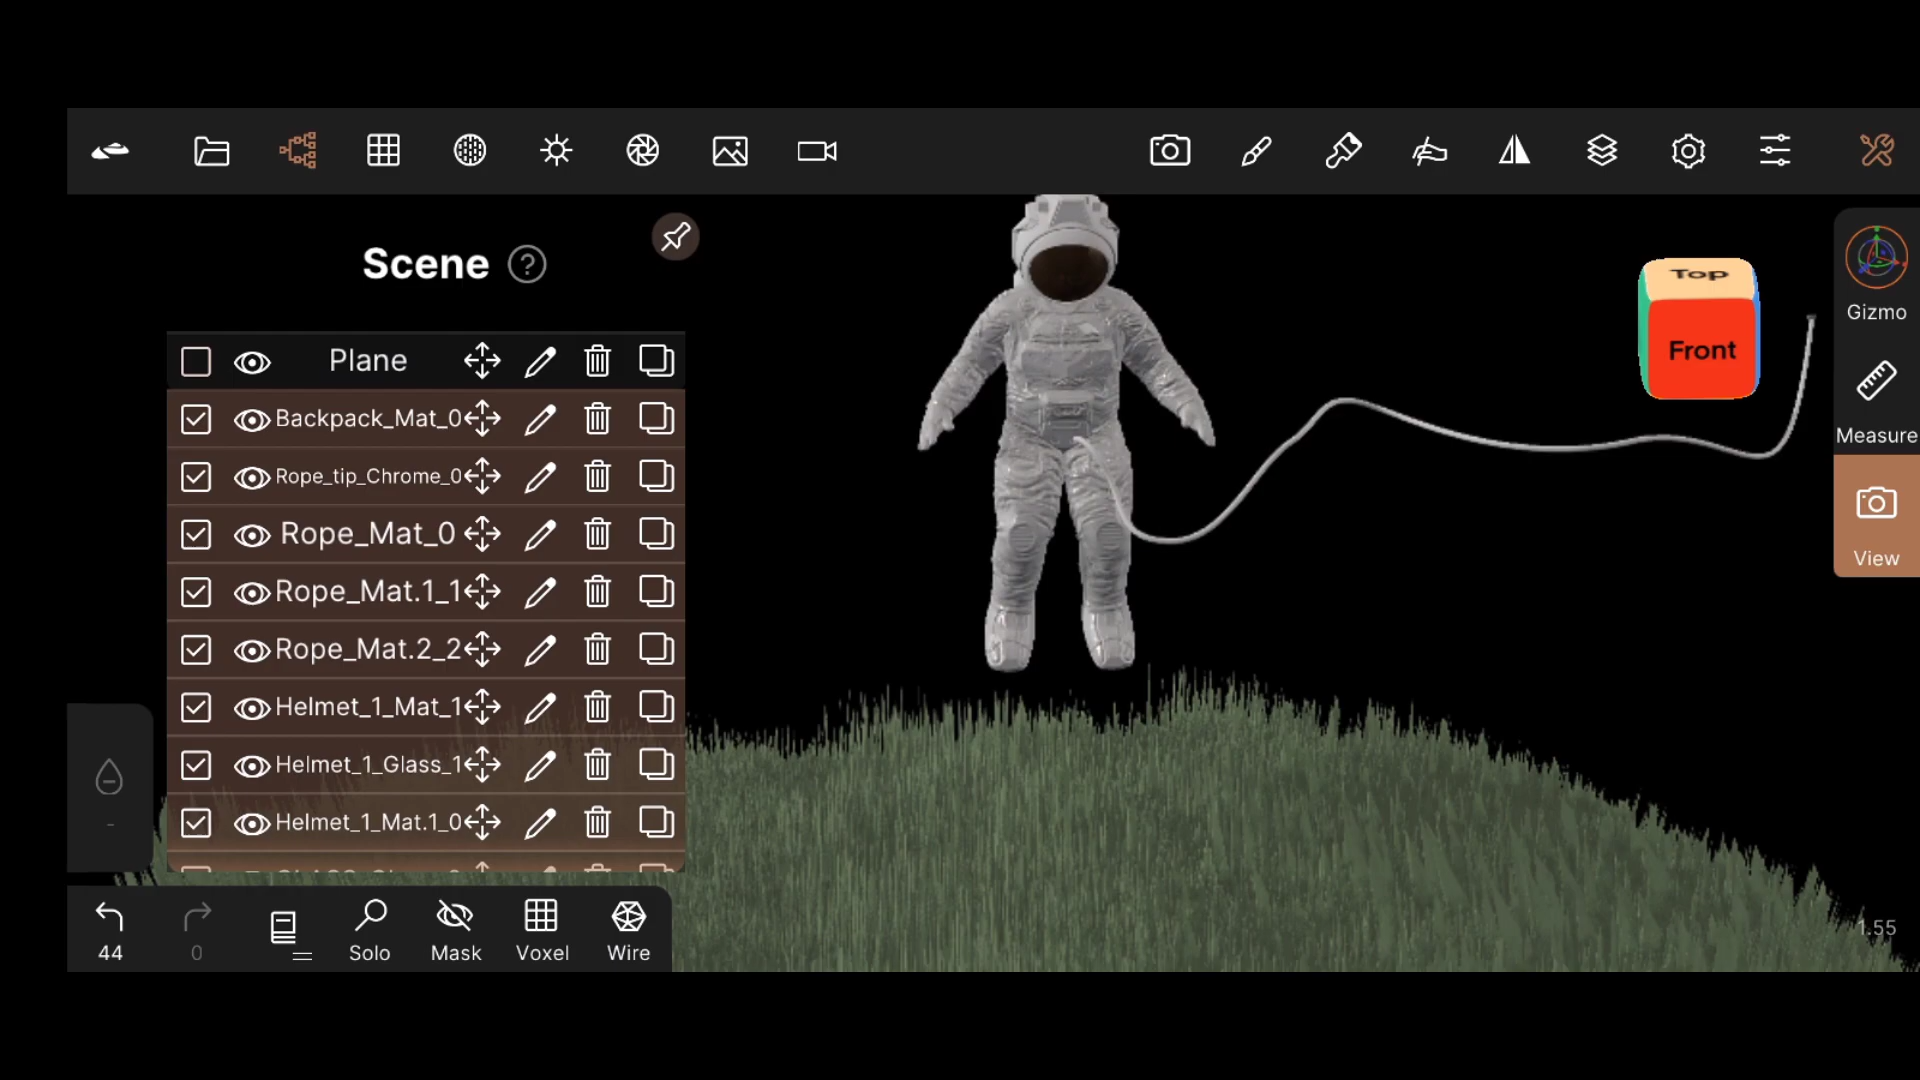 Scene ?
Plane
Backpack_Mat_0
Rope_tip_Chrome_0
Rope_Mat_0
Rope_Mat.1_1
Rope_Mat.2_2
Helmet_1_Mat_1
Helmet_1_Glass_1
Helmet_1_Mat.1_0
-
44
0
Solo
Mask
Voxel
Wire
Top
Front
Gizmo
Measure
View
1.55